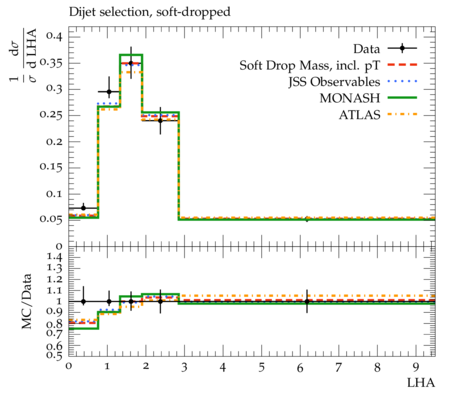 Dijet selection, soft-dropped
1/σ dσ/d LHA
0.4
0.35
0.3
0.25
0.2
0.15
0.1
0.05
0
Data
Soft Drop Mass, incl. pT
JSS Observables
MONASH
ATLAS
MC/Data
1.4
1.3
1.2
1.1
1
0.9
0.8
0.7
0.6
0.5
0 1 2 3 4 5 6 7 8 9
LHA